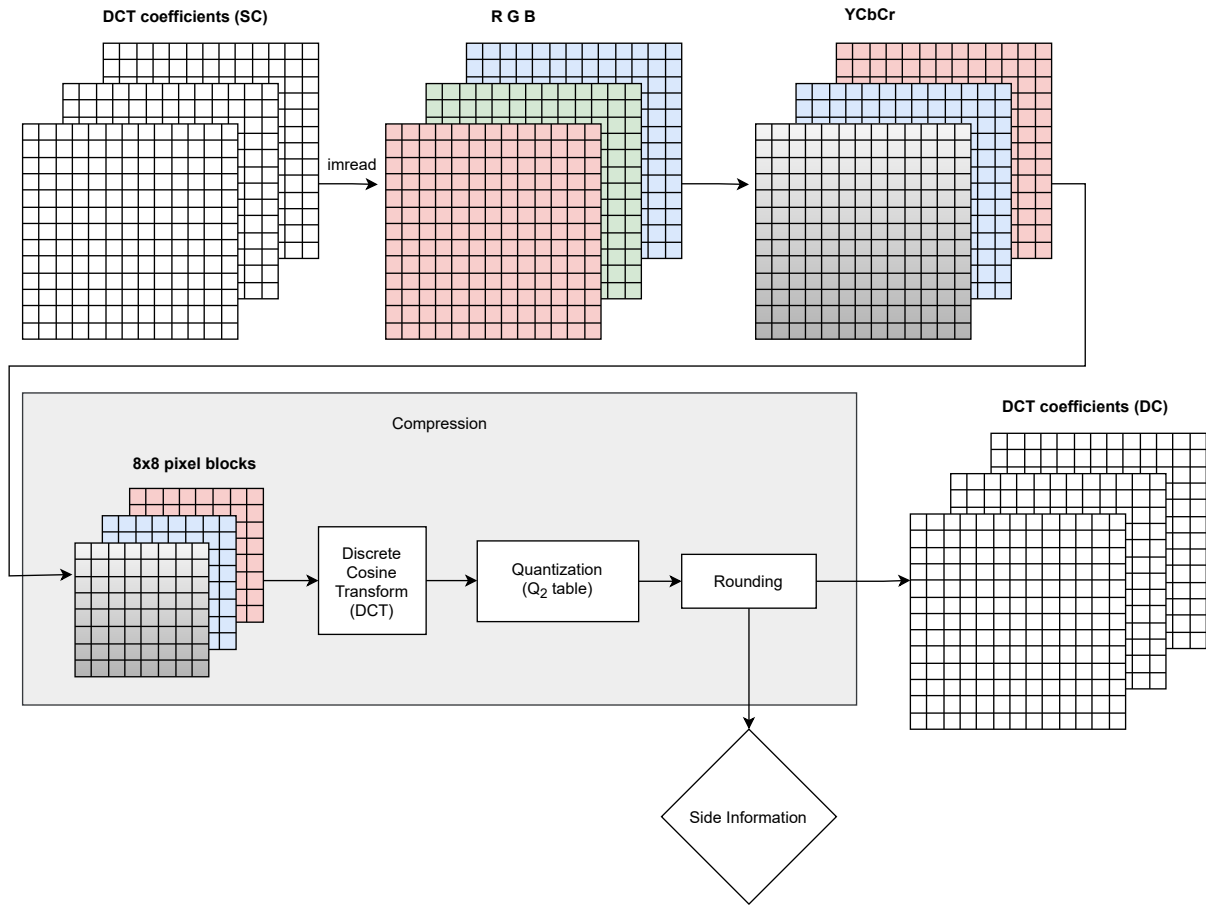 DCT coefficients (SC)
R G B
YCbCr
imread
Compression
DCT coefficients (DC)
8x8 pixel blocks
Discrete
Cosine
Transform
(DCT)
Quantization
(Q₂ table)
Rounding
Side Information